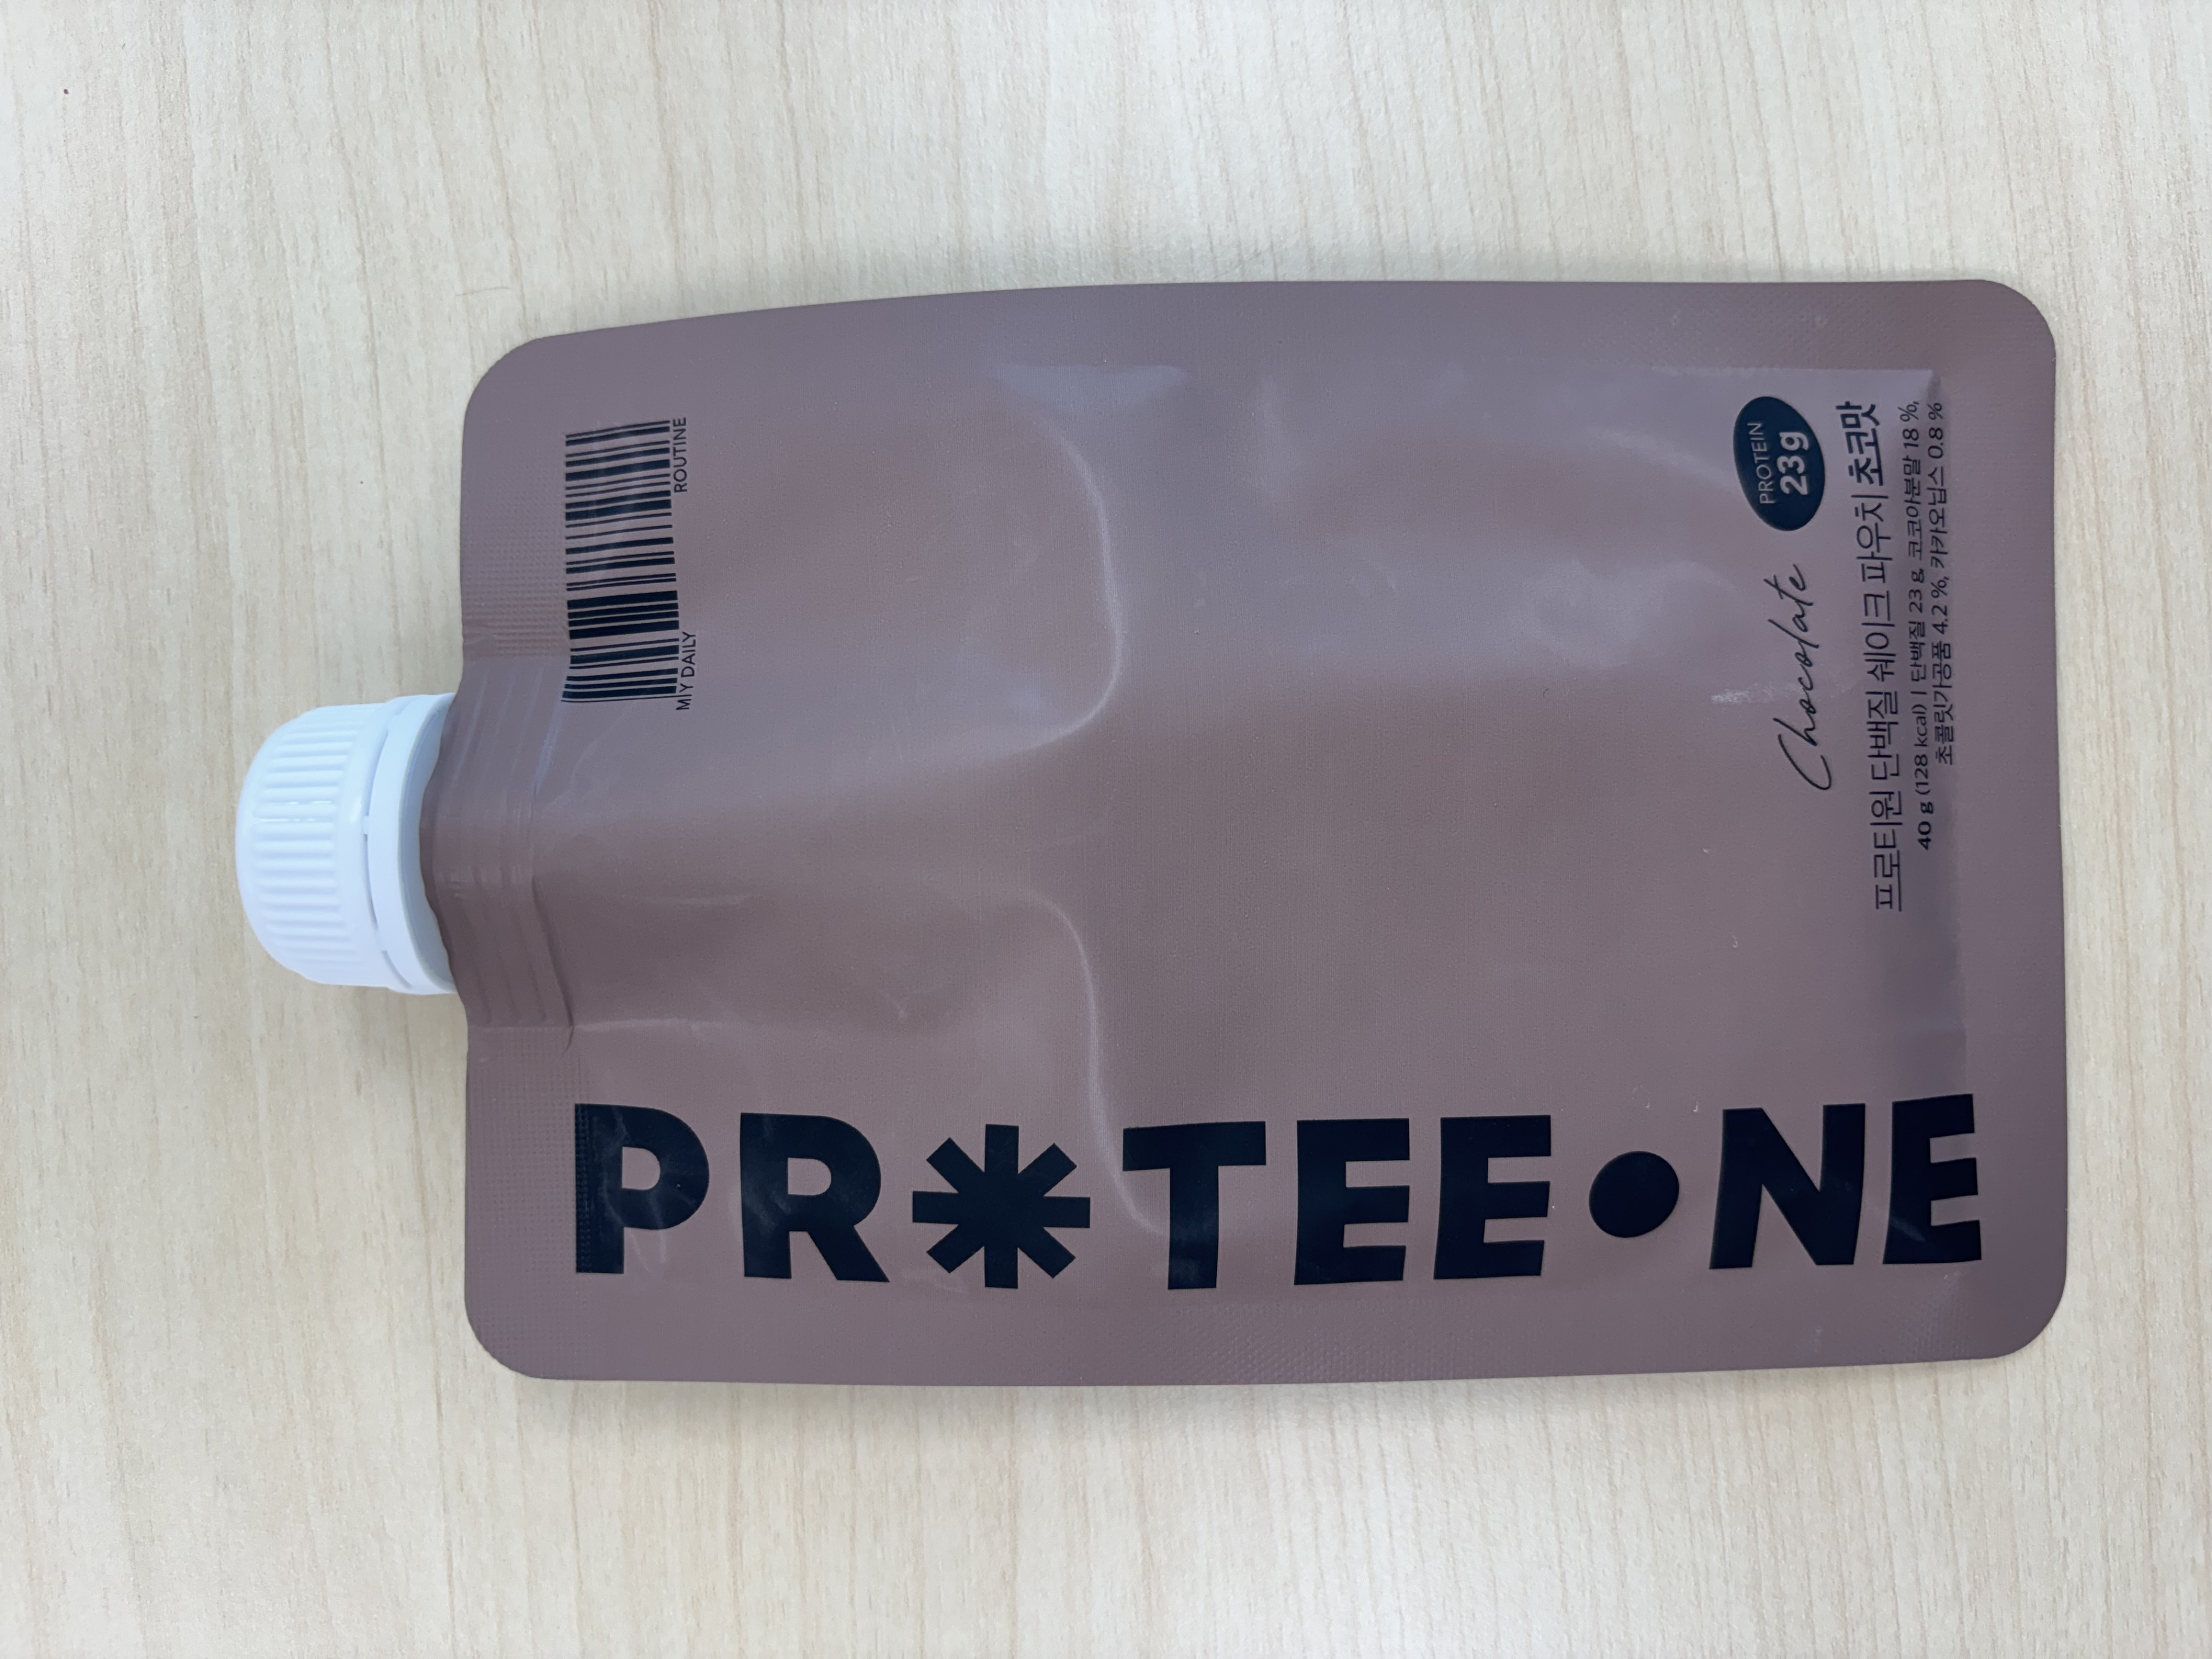 PR*TEE•NE
MY DAILY
ROUTINE
Chocolate
PROTEIN
23g
프로티원 단백질 쉐이크 파우치 초코맛
40 g (128 kcal) | 단백질 23 g, 코코아분말 18 %,
초콜릿가공품 4.2 %, 카카오닙스 0.8 %